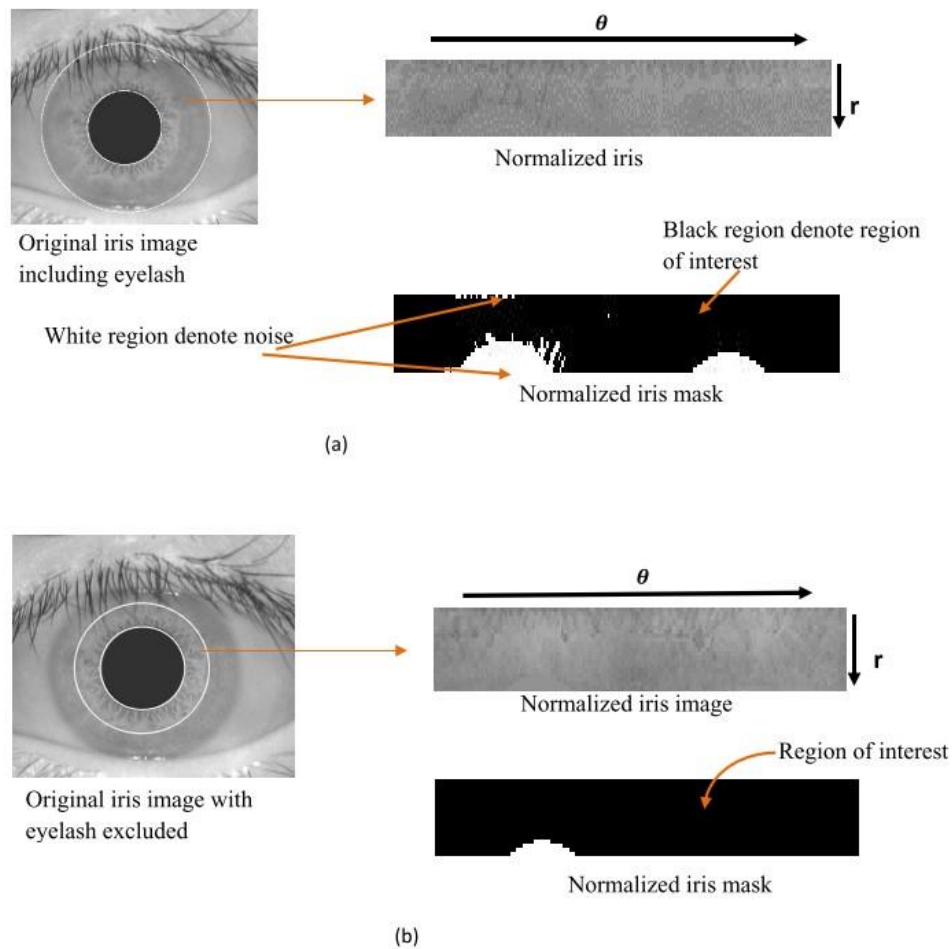 θ
r
Normalized iris
Original iris image
including eyelash
Black region denote region
of interest
White region denote noise
Normalized iris mask
(a)
θ
r
Normalized iris image
Region of interest
Original iris image with
eyelash excluded
Normalized iris mask
(b)